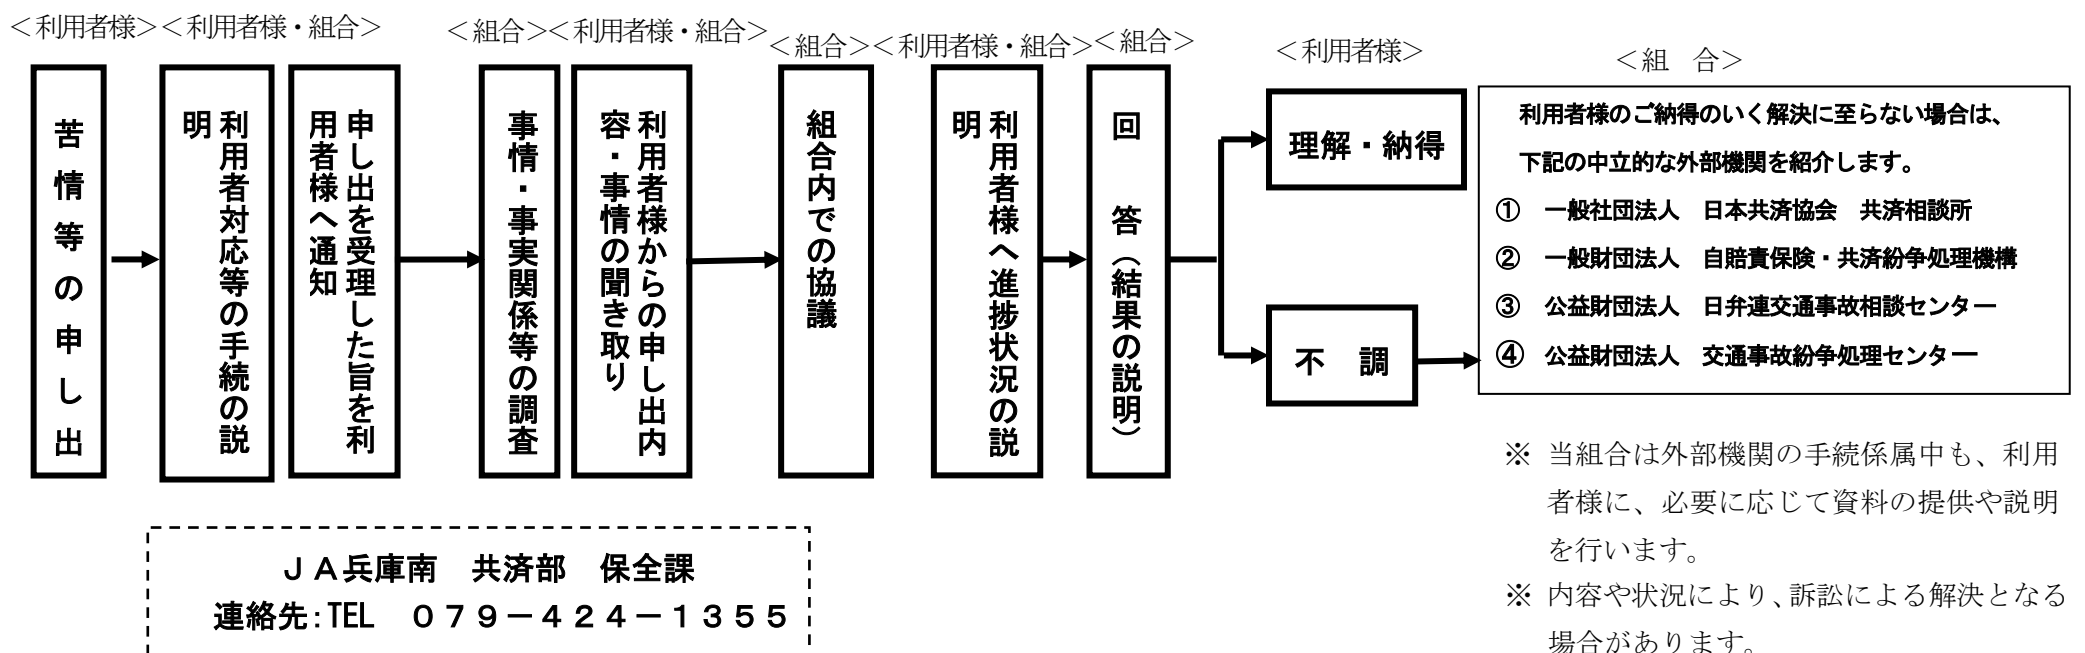 ＜利用者様＞
＜利用者様・組合＞
＜組合＞
＜利用者様・組合＞
＜組合＞
＜利用者様・組合＞
＜組合＞
＜利用者様＞
＜組　合＞
苦情等の申し出
利用者対応等の手続の説
明
申し出を受理した旨を利
用者様へ通知
事情・事実関係等の調査
利用者様からの申し出内
容・事情の聞き取り
組合内での協議
利用者様へ進捗状況の説
明
回　答（結果の説明）
理解・納得
不　調
利用者様のご納得のいく解決に至らない場合は、
下記の中立的な外部機関を紹介します。
①　一般社団法人　日本共済協会　共済相談所
②　一般財団法人　自賠責保険・共済紛争処理機構
③　公益財団法人　日弁連交通事故相談センター
④　公益財団法人　交通事故紛争処理センター
※ 当組合は外部機関の手続係属中も、利用
者様に、必要に応じて資料の提供や説明
を行います。
※ 内容や状況により、訴訟による解決となる
場合があります。
ＪＡ兵庫南　共済部　保全課
連絡先：TEL　０７９－４２４－１３５５